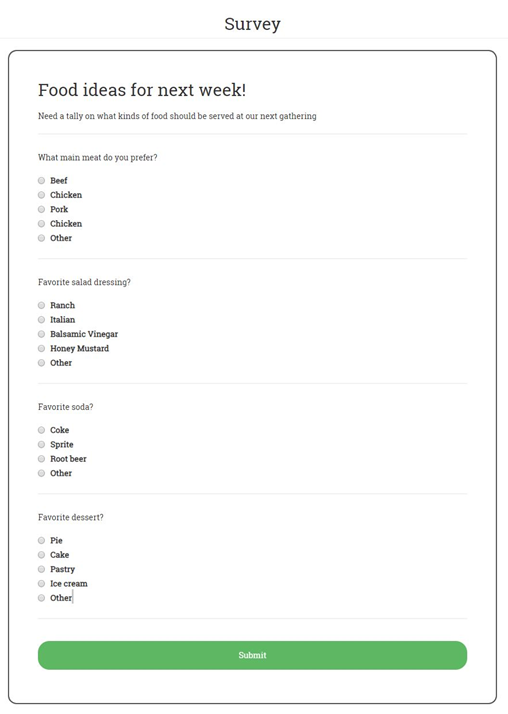 Survey
Food ideas for next week!
Need a tally on what kinds of food should be served at our next gathering
What main meat do you prefer?
Beef
Chicken
Pork
Chicken
Other
Favorite salad dressing?
Ranch
Italian
Balsamic Vinegar
Honey Mustard
Other
Favorite soda?
Coke
Sprite
Root beer
Other
Favorite dessert?
Pie
Cake
Pastry
Ice cream
Other
Submit